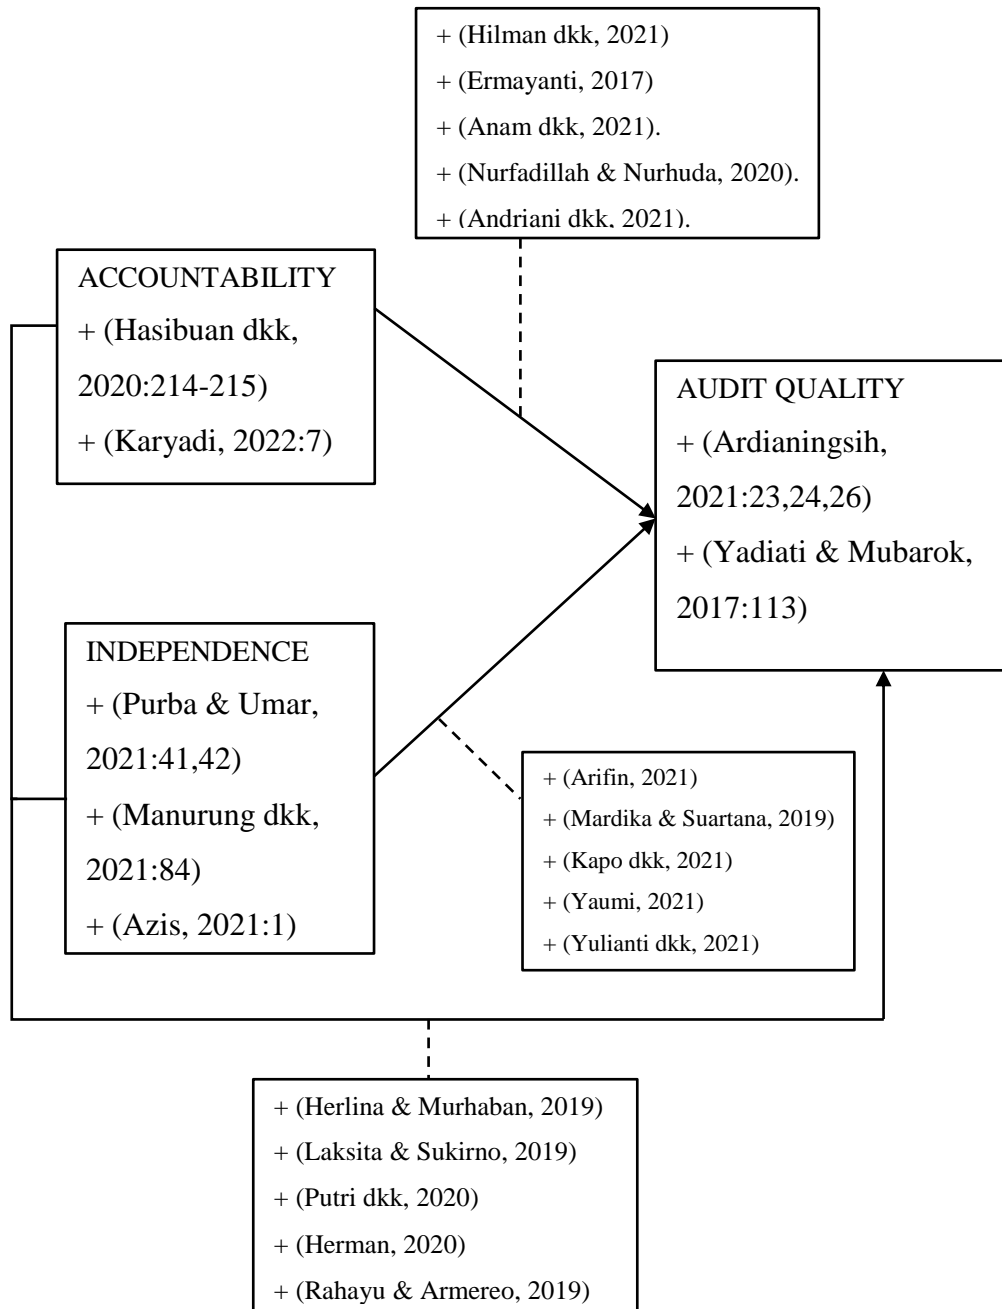 + (Hilman dkk, 2021)
+ (Ermayanti, 2017)
+ (Anam dkk, 2021).
+ (Nurfadillah & Nurhuda, 2020).
+ (Andriani dkk, 2021).
ACCOUNTABILITY
+ (Hasibuan dkk,
2020:214-215)
+ (Karyadi, 2022:7)
AUDIT QUALITY
+ (Ardianingsih,
2021:23,24,26)
+ (Yadiati & Mubarok,
2017:113)
INDEPENDENCE
+ (Purba & Umar,
2021:41,42)
+ (Manurung dkk,
2021:84)
+ (Azis, 2021:1)
+ (Arifin, 2021)
+ (Mardika & Suartana, 2019)
+ (Kapo dkk, 2021)
+ (Yaumi, 2021)
+ (Yulianti dkk, 2021)
+ (Herlina & Murhaban, 2019)
+ (Laksita & Sukirno, 2019)
+ (Putri dkk, 2020)
+ (Herman, 2020)
+ (Rahayu & Armereo, 2019)